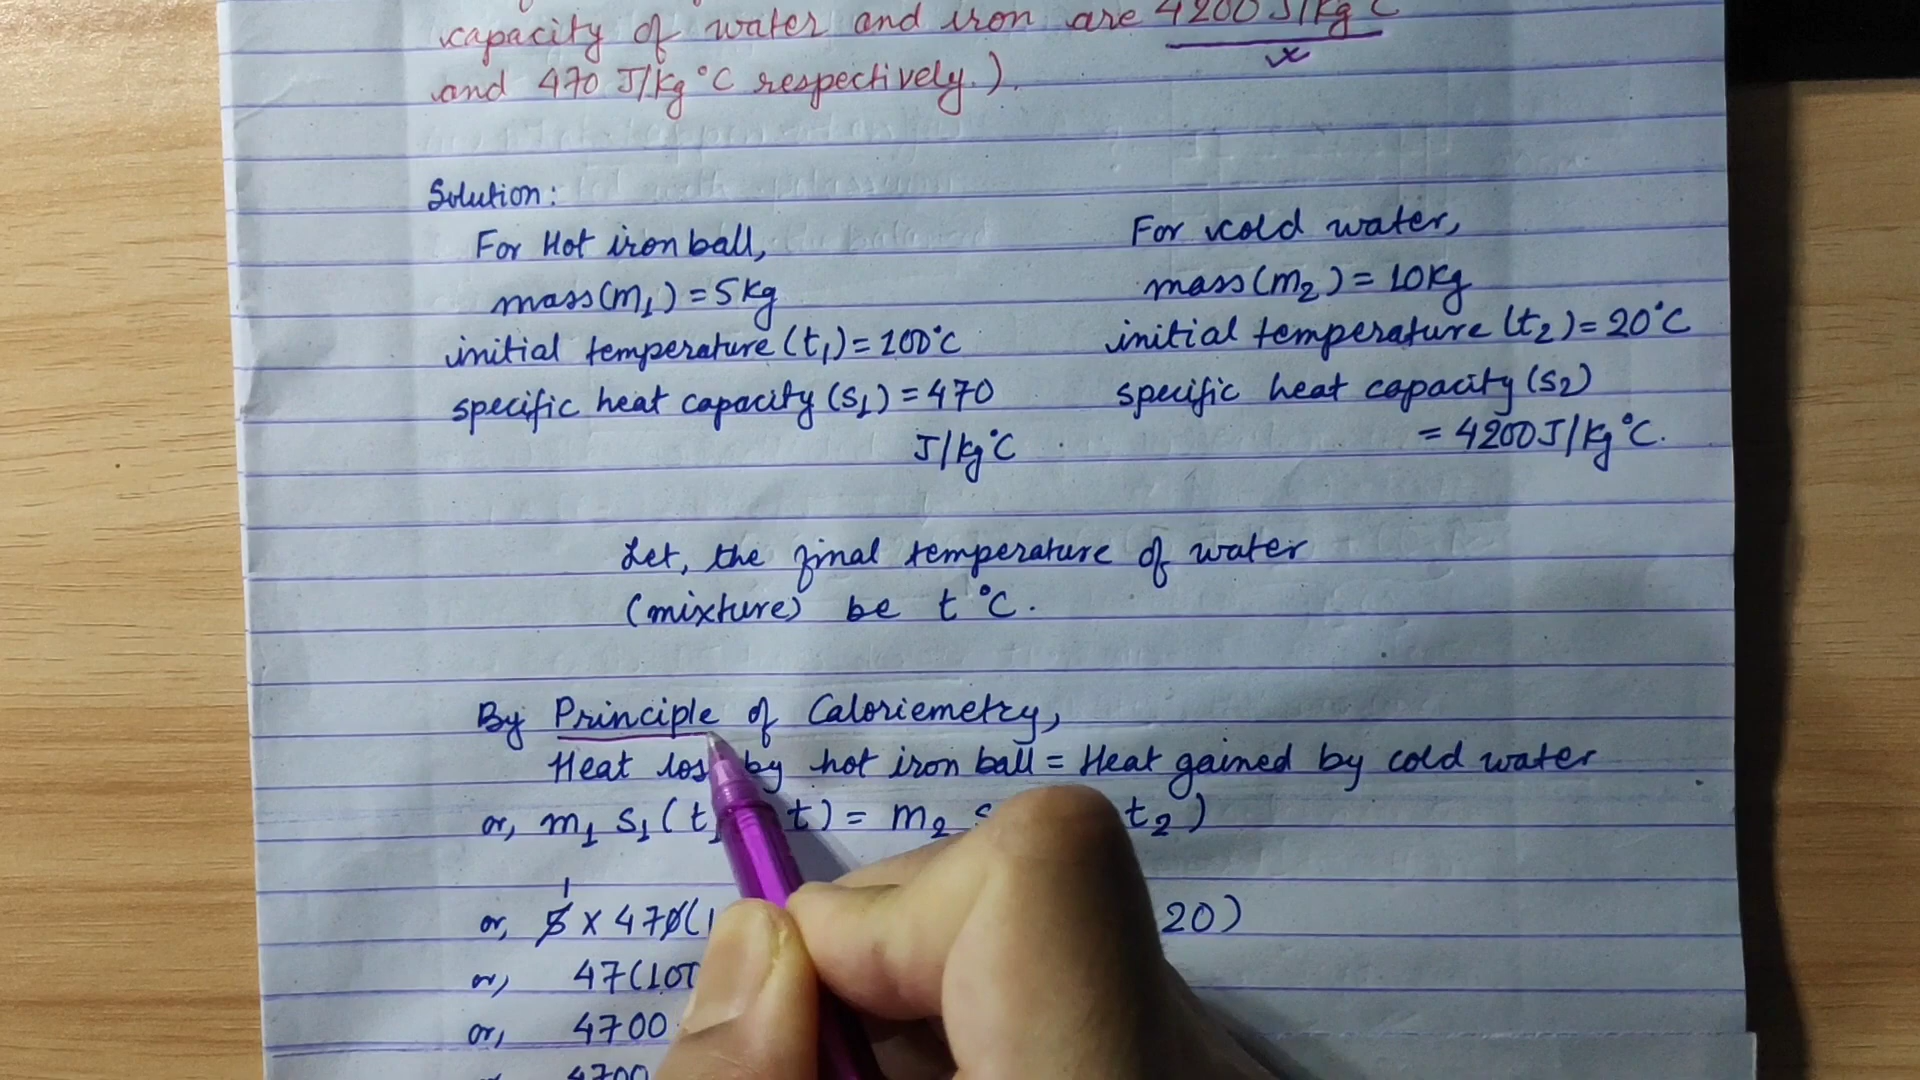 capacity of water and iron are 4200 J/kg°C
x
and 470 J/kg°C respectively.).
Solution:
For Hot iron ball,
mass(m₁) = 5kg
initial temperature (t₁) = 100°C
specific heat capacity (s₁) = 470
J/kg°C
For cold water,
mass(m₂) = 10kg
initial temperature (t₂) = 20°C
specific heat capacity (s₂)
= 4200J/kg°C.
Let, the final temperature of water
(mixture) be t °C.
By Principle of Caloriemetry,
Heat by hot iron ball = Heat gained by cold water
or, m₁ s₁ (t t) = m₂ t₂)
1
or, 5 x 470( 20)
or, 47(100
or, 4700
4700